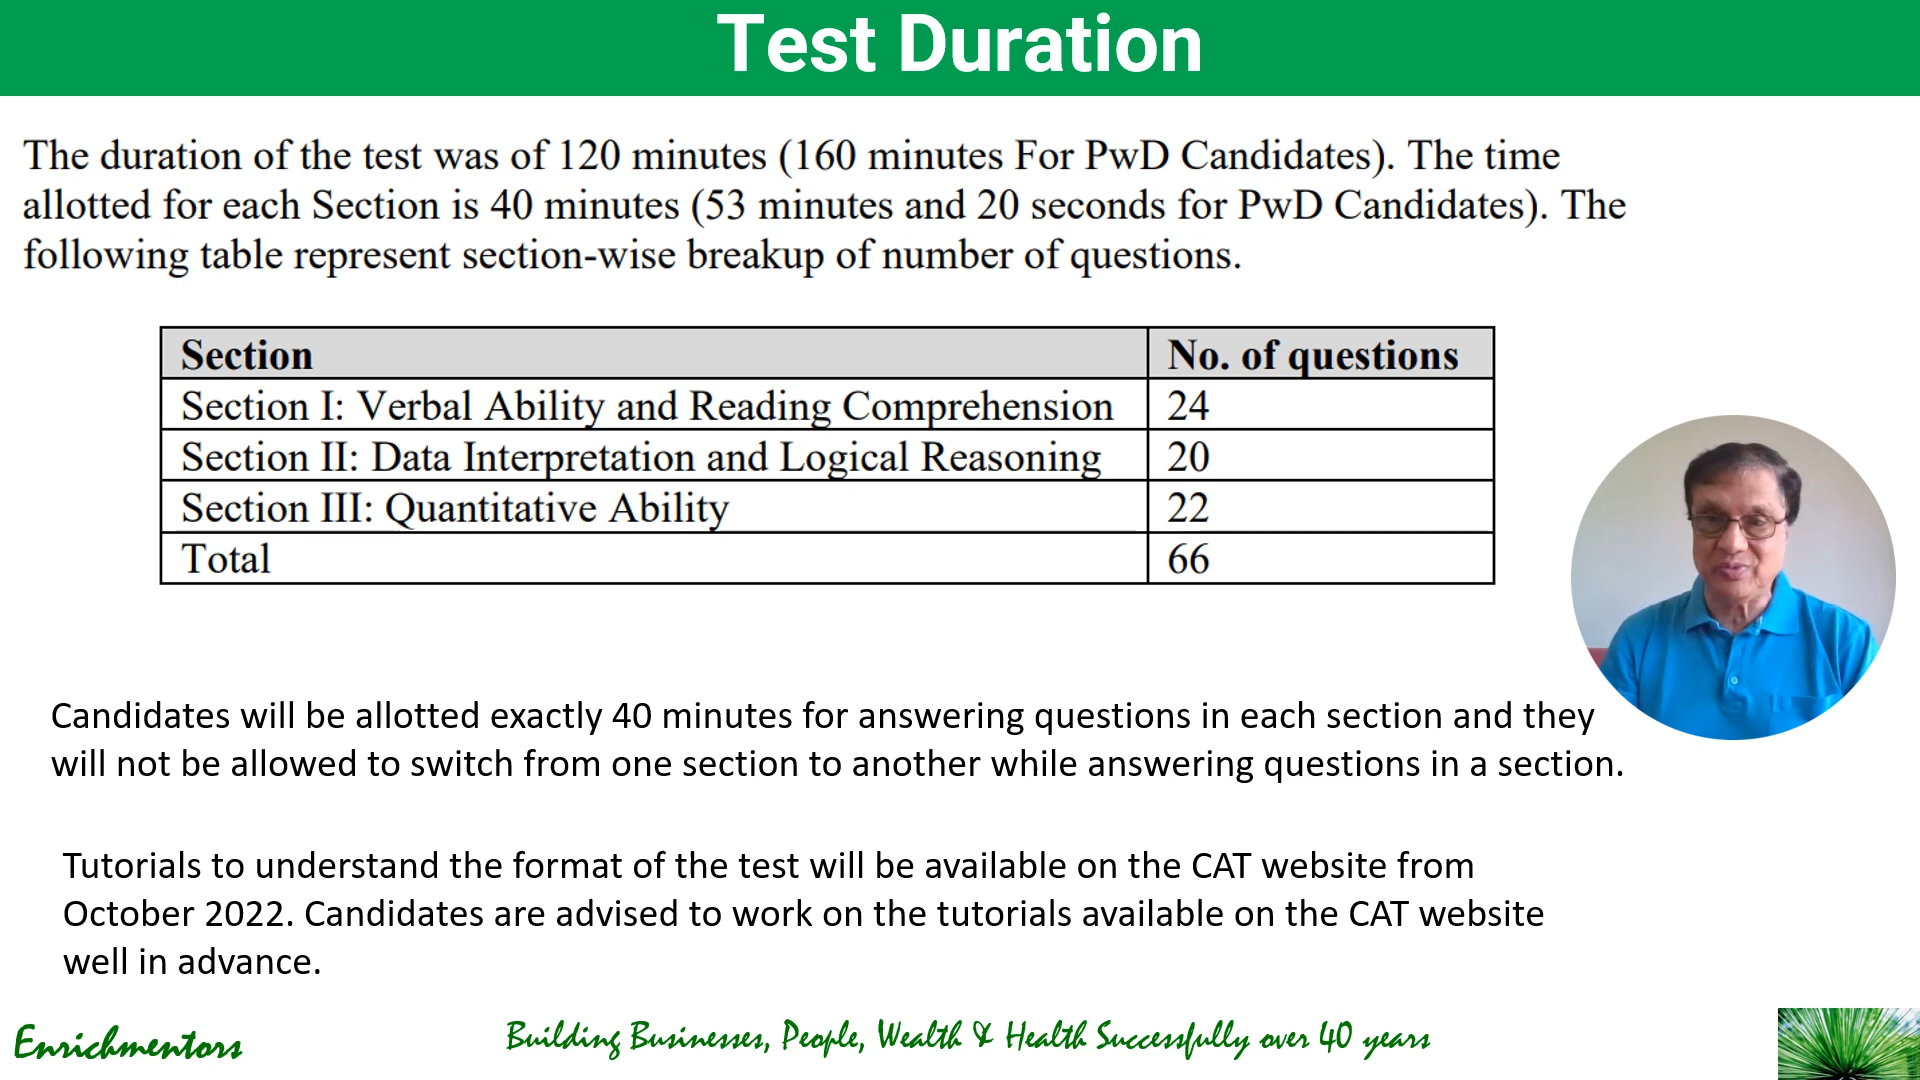 Test Duration
The duration of the test was of 120 minutes (160 minutes For PwD Candidates). The time
allotted for each Section is 40 minutes (53 minutes and 20 seconds for PwD Candidates). The
following table represent section-wise breakup of number of questions.
Section No. of questions
Section I: Verbal Ability and Reading Comprehension 24
Section II: Data Interpretation and Logical Reasoning 20
Section III: Quantitative Ability 22
Total 66
Candidates will be allotted exactly 40 minutes for answering questions in each section and they
will not be allowed to switch from one section to another while answering questions in a section.
Tutorials to understand the format of the test will be available on the CAT website from
October 2022. Candidates are advised to work on the tutorials available on the CAT website
well in advance.
Enrichmentors
Building Businesses, People, Wealth & Health Successfully over 40 years